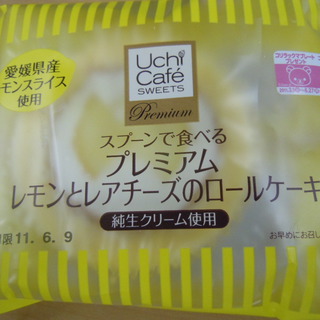 Uchi
Café
SWEETS
Premium
愛媛県産
モンスライス
使用
スプーンで食べる
プレミアム
レモンとレアチーズのロールケーキ
純生クリーム使用
限11. 6. 9
お早めにお召し